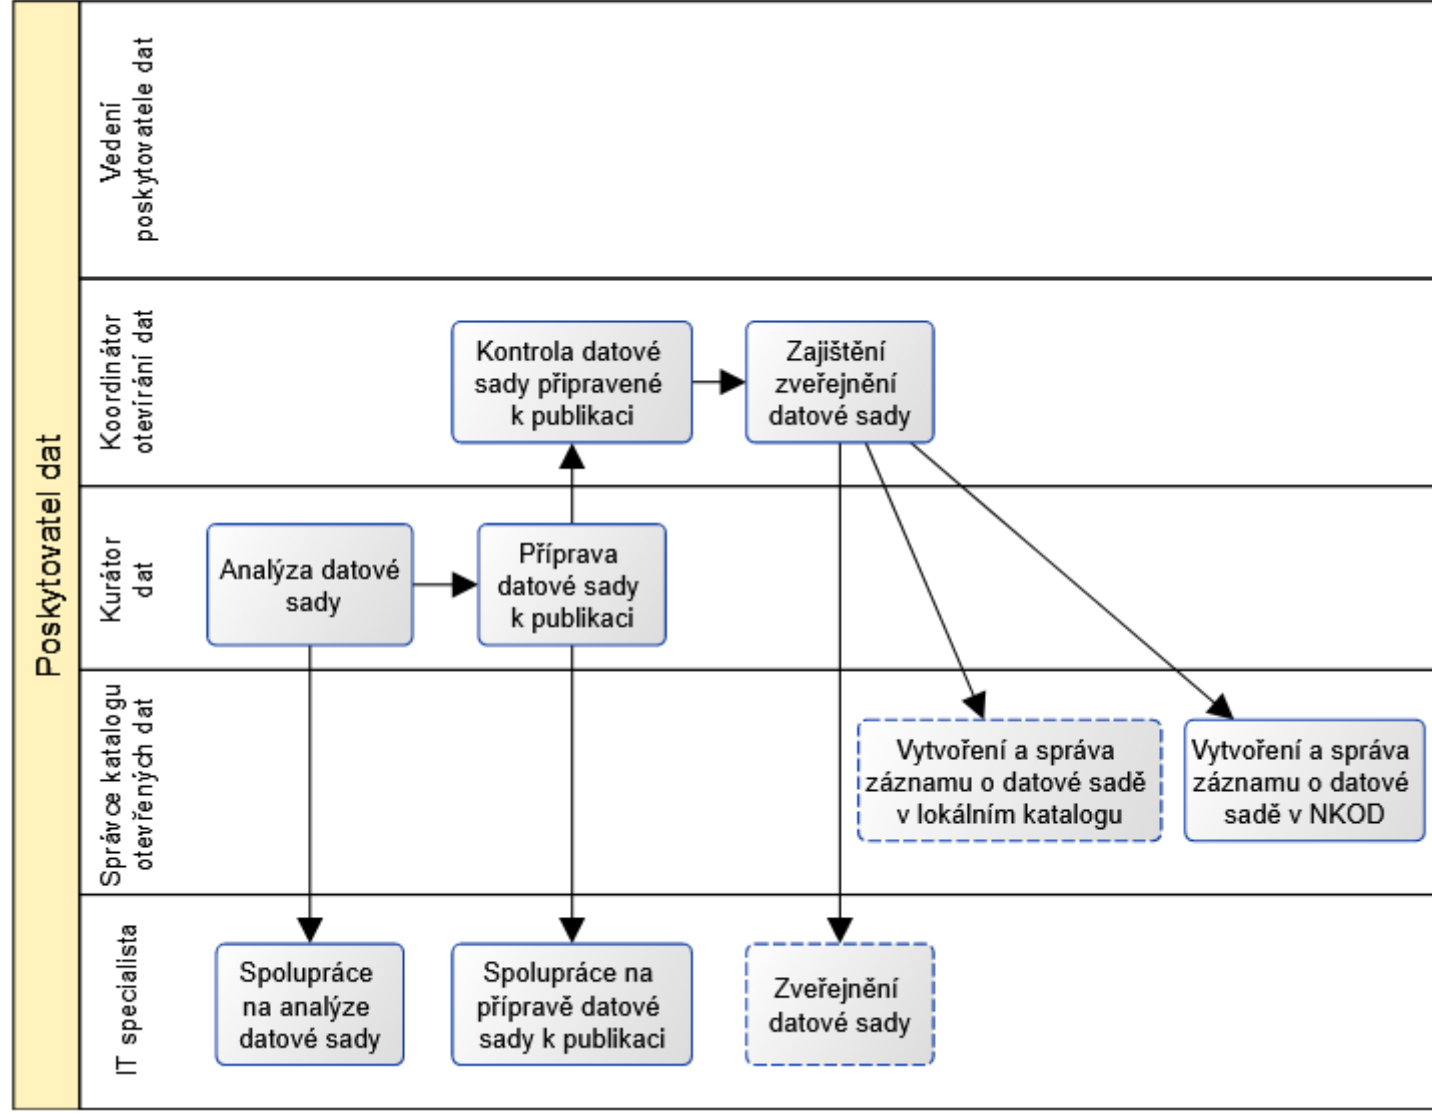 Poskytovatel dat
Vedení
poskytovatele dat
Koordinátor
otevírání dat
Kontrola datové
sady připravené
k publikaci
Zajištění
zveřejnění
datové sady
Kurátor
dat
Analýza datové
sady
Příprava
datové sady
k publikaci
Správce katalogu
otevřených dat
Vytvoření a správa
záznamu o datové sadě
v lokálním katalogu
Vytvoření a správa
záznamu o datové
sadě v NKOD
IT specialista
Spolupráce
na analýze
datové sady
Spolupráce na
přípravě datové
sady k publikaci
Zveřejnění
datové sady